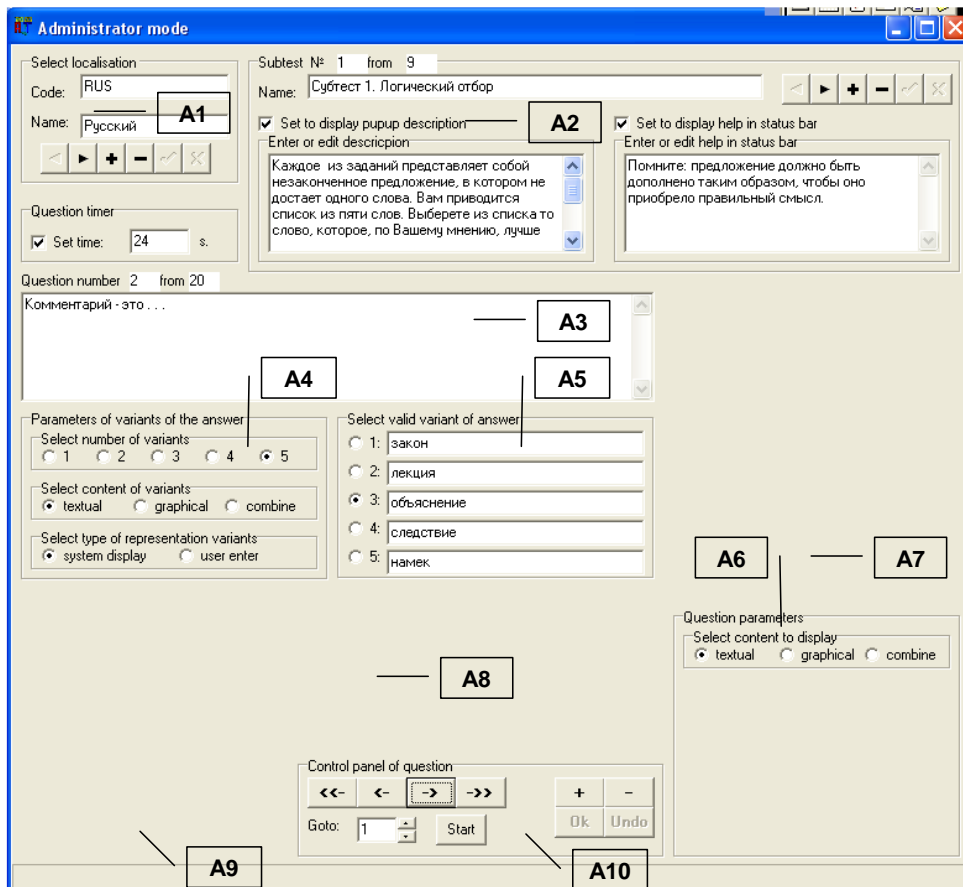 Administrator mode
Select localisation
Code: RUS
Name: Русский
A1
Subtest № 1 from 9
Name: Субтест 1. Логический отбор
Set to display pupup description
A2
Set to display help in status bar
Enter or edit descricpion
Каждое из заданий представляет собой
незаконченное предложение, в котором не
достает одного слова. Вам приводится
список из пяти слов. Выберете из списка то
слово, которое, по Вашему мнению, лучше
Enter or edit help in status bar
Помните: предложение должно быть
дополнено таким образом, чтобы оно
приобрело правильный смысл.
Question timer
Set time: 24 s.
Question number 2 from 20
Комментарий - это . . .
A3
A4
A5
Parameters of variants of the answer
Select number of variants
1 2 3 4 5
Select content of variants
textual graphical combine
Select type of representation variants
system display user enter
Select valid variant of answer
1: закон
2: лекция
3: объяснение
4: следствие
5: намек
A6
A7
Question parameters
Select content to display
textual graphical combine
A8
Control panel of question
<<- <- -> ->> + -
Goto: 1 Start Ok Undo
A9
A10